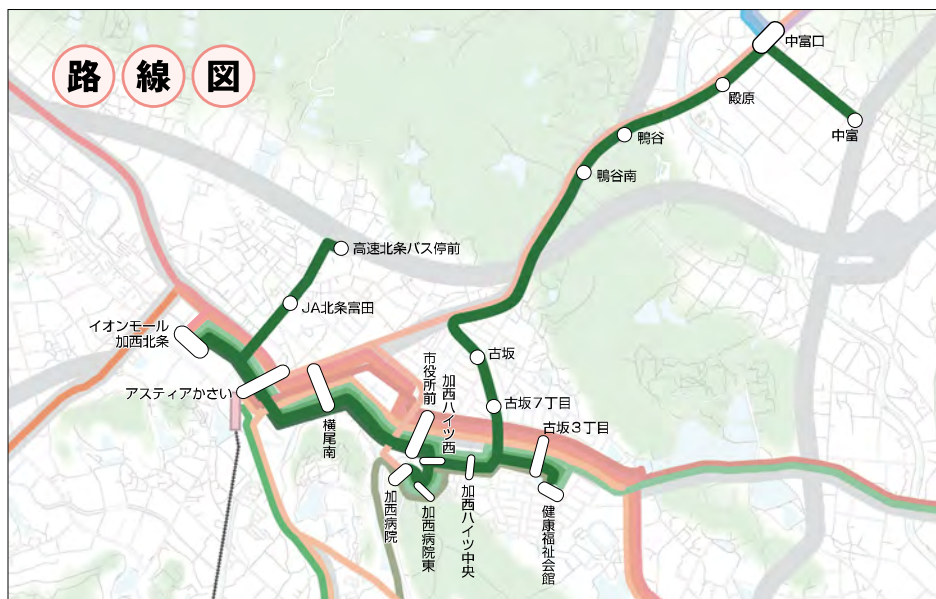 路線図
中富口
殿原
中富
鴨谷
鴨谷南
高速北条バス停前
JA北条富田
イオンモール
加西北条
アスティアかさい
横尾南
市役所前
加西ハイツ西
古坂
古坂7丁目
古坂3丁目
加西病院
加西病院東
加西ハイツ中央
健康福祉会館